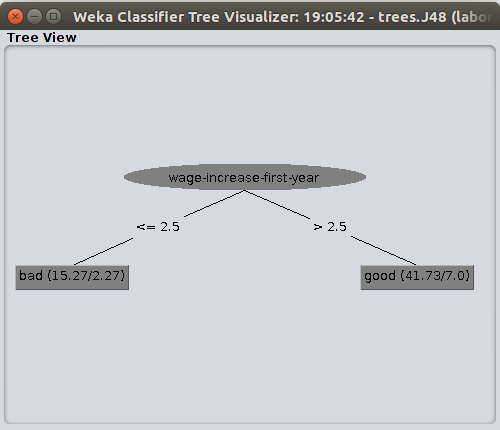 Weka Classifier Tree Visualizer: 19:05:42 - trees.J48 (labor
Tree View
wage-increase-first-year
<= 2.5
> 2.5
bad (15.27/2.27)
good (41.73/7.0)